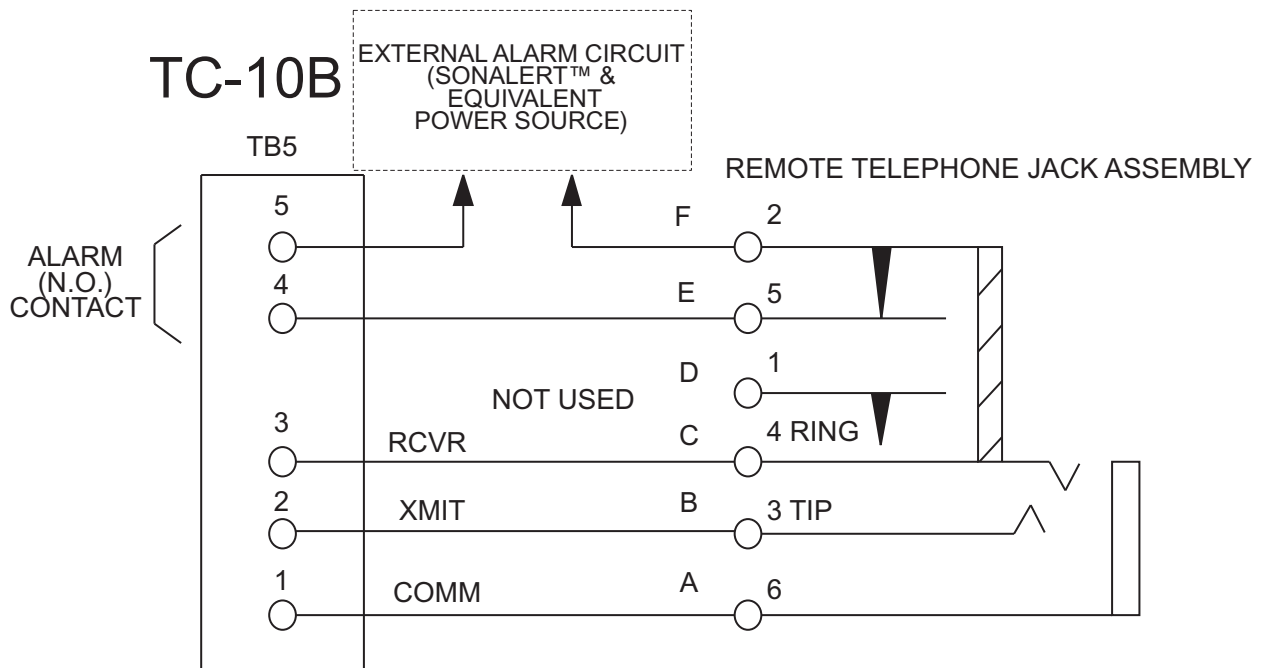 TC-10B
EXTERNAL ALARM CIRCUIT
(SONALERT™ &
EQUIVALENT
POWER SOURCE)
TB5
REMOTE TELEPHONE JACK ASSEMBLY
ALARM
(N.O.)
CONTACT
5
F
2
4
E
5
D
1
NOT USED
3
RCVR
C
4 RING
2
XMIT
B
3 TIP
1
COMM
A
6